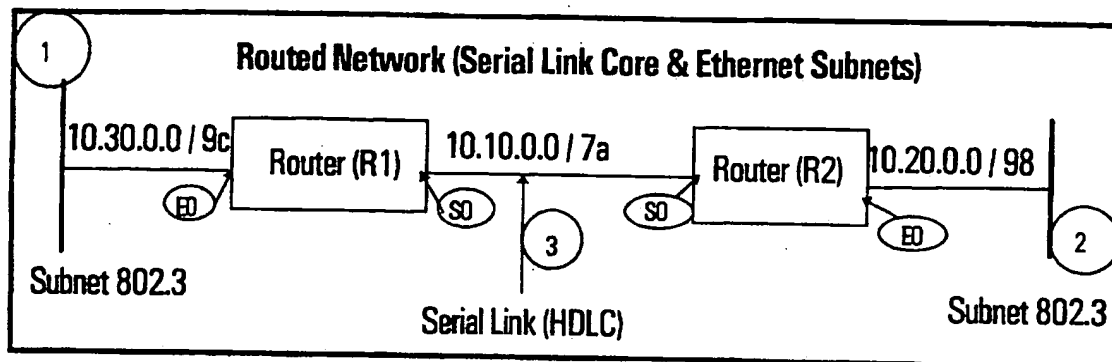 1
Routed Network (Serial Link Core & Ethernet Subnets)
10.30.0.0 / 9c
Router (R1)
10.10.0.0 / 7a
Router (R2)
10.20.0.0 / 98
E0
S0
3
S0
E0
2
Subnet 802.3
Serial Link (HDLC)
Subnet 802.3